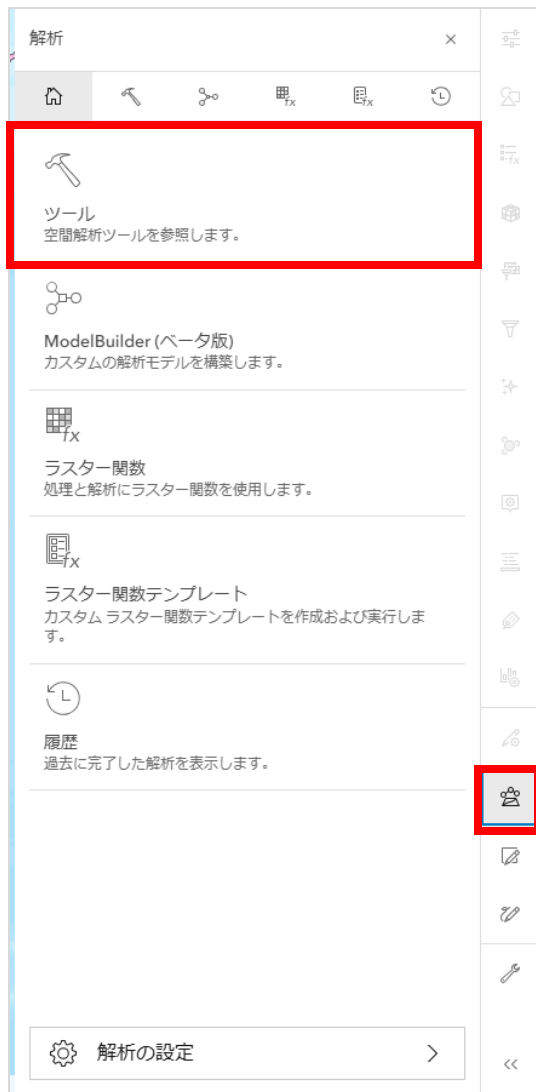 解析
ツール
空間解析ツールを参照します。
ModelBuilder (ベータ版)
カスタムの解析モデルを構築します。
ラスター関数
処理と解析にラスター関数を使用します。
ラスター関数テンプレート
カスタム ラスター関数テンプレートを作成および実行しま
す。
履歴
過去に完了した解析を表示します。
解析の設定